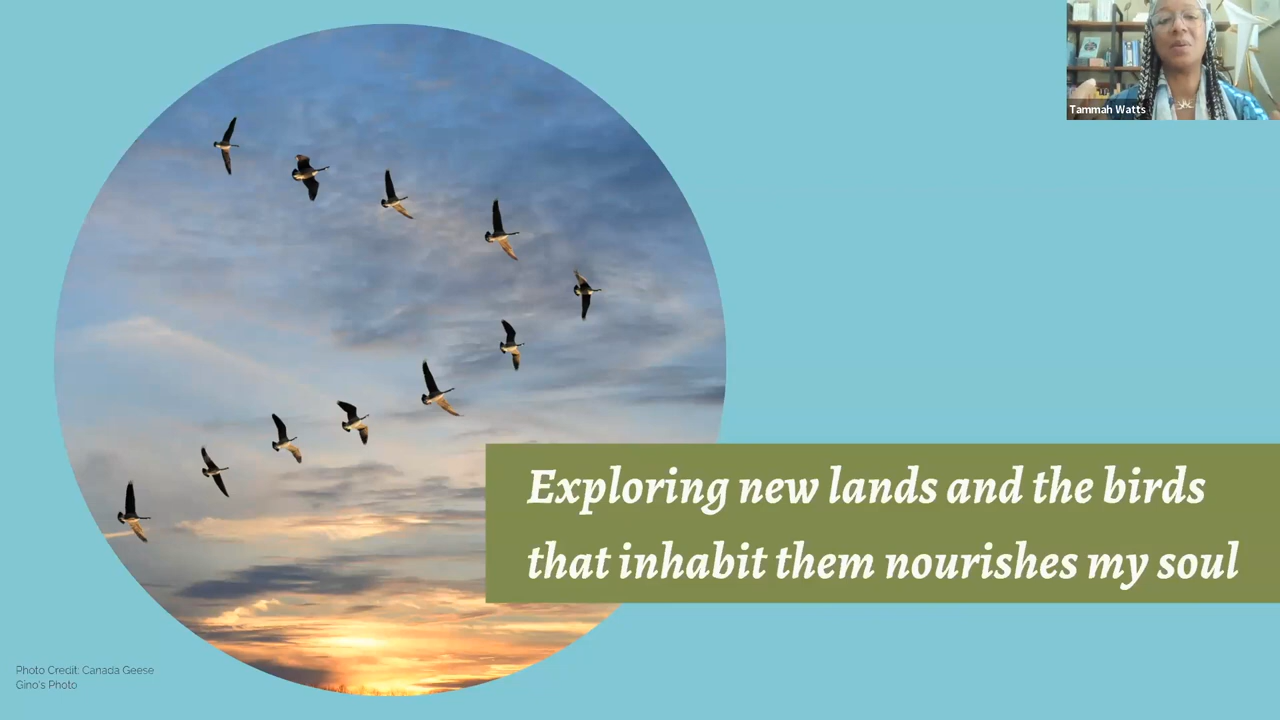 Tammah Watts
Exploring new lands and the birds
that inhabit them nourishes my soul
Photo Credit: Canada Geese
Gino's Photo